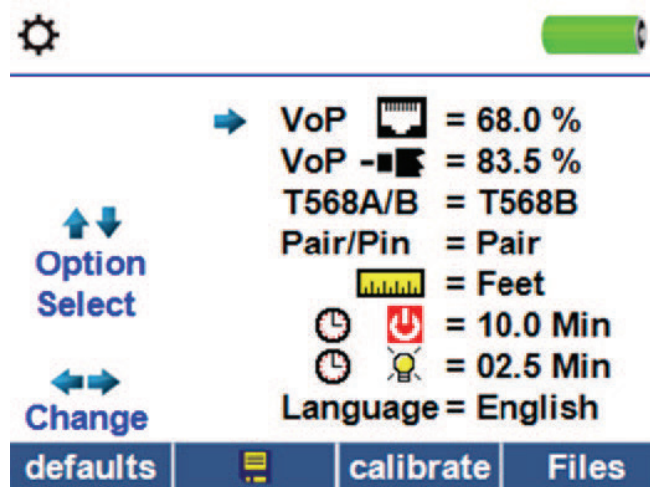 VoP = 68.0 %
VoP = 83.5 %
T568A/B = T568B
Pair/Pin = Pair
= Feet
= 10.0 Min
= 02.5 Min
Language = English
Option
Select
Change
defaults calibrate Files